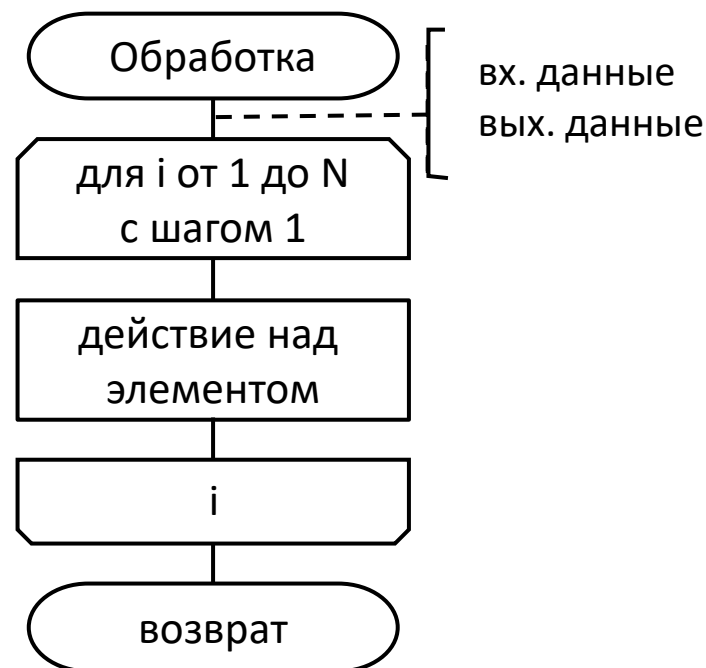 Обработка
вх. данные
вых. данные
для i от 1 до N
с шагом 1
действие над
элементом
i
возврат